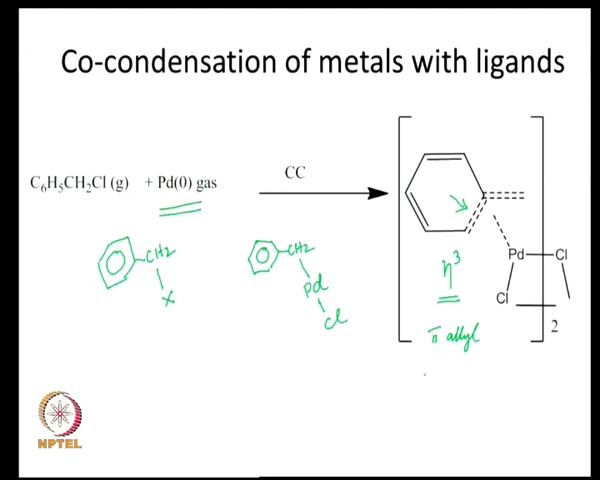 Co-condensation of metals with ligands
C6H5CH2Cl (g) + Pd(0) gas
CC
CH2
X
CH2
Pd
Cl
η3
π allyl
Pd
Cl
Cl
2
NPTEL